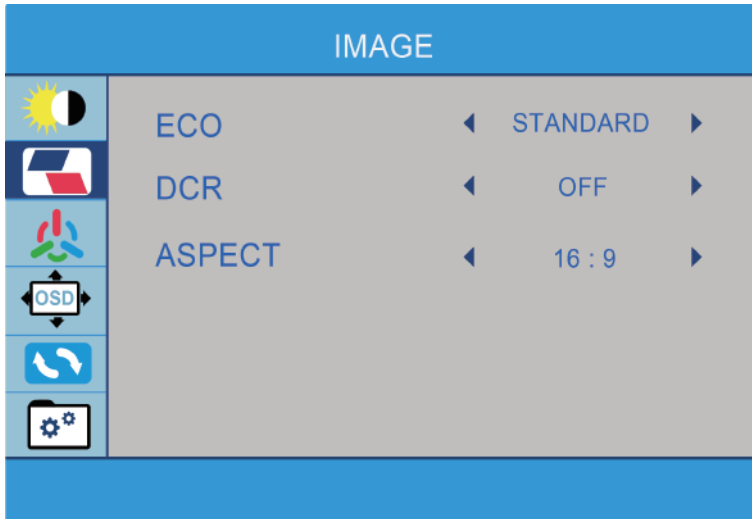 IMAGE
ECO STANDARD
DCR OFF
ASPECT 16 : 9
OSD